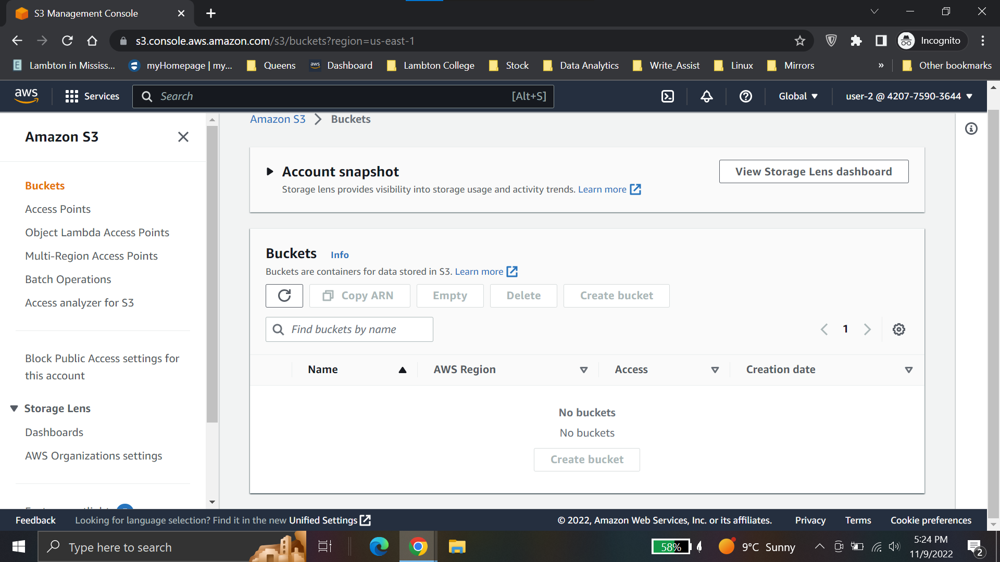 S3 Management Console
s3.console.aws.amazon.com/s3/buckets?region=us-east-1
Incognito
Lambton in Mississ...
myHomepage | my...
Queens
aws
Dashboard
Lambton College
Stock
Data Analytics
Write_Assist
Linux
Mirrors
»
Other bookmarks
aws
Services
Search
[Alt+S]
Global
user-2 @ 4207-7590-3644
Amazon S3
Buckets
Access Points
Object Lambda Access Points
Multi-Region Access Points
Batch Operations
Access analyzer for S3
Block Public Access settings for
this account
Storage Lens
Dashboards
AWS Organizations settings
Amazon S3 > Buckets
Account snapshot
Storage lens provides visibility into storage usage and activity trends. Learn more
View Storage Lens dashboard
Buckets Info
Buckets are containers for data stored in S3. Learn more
Copy ARN
Empty
Delete
Create bucket
Find buckets by name
1
Name
AWS Region
Access
Creation date
No buckets
No buckets
Create bucket
Feedback
Looking for language selection? Find it in the new Unified Settings
© 2022, Amazon Web Services, Inc. or its affiliates.
Privacy
Terms
Cookie preferences
Type here to search
58%
9°C Sunny
5:24 PM
11/9/2022
2